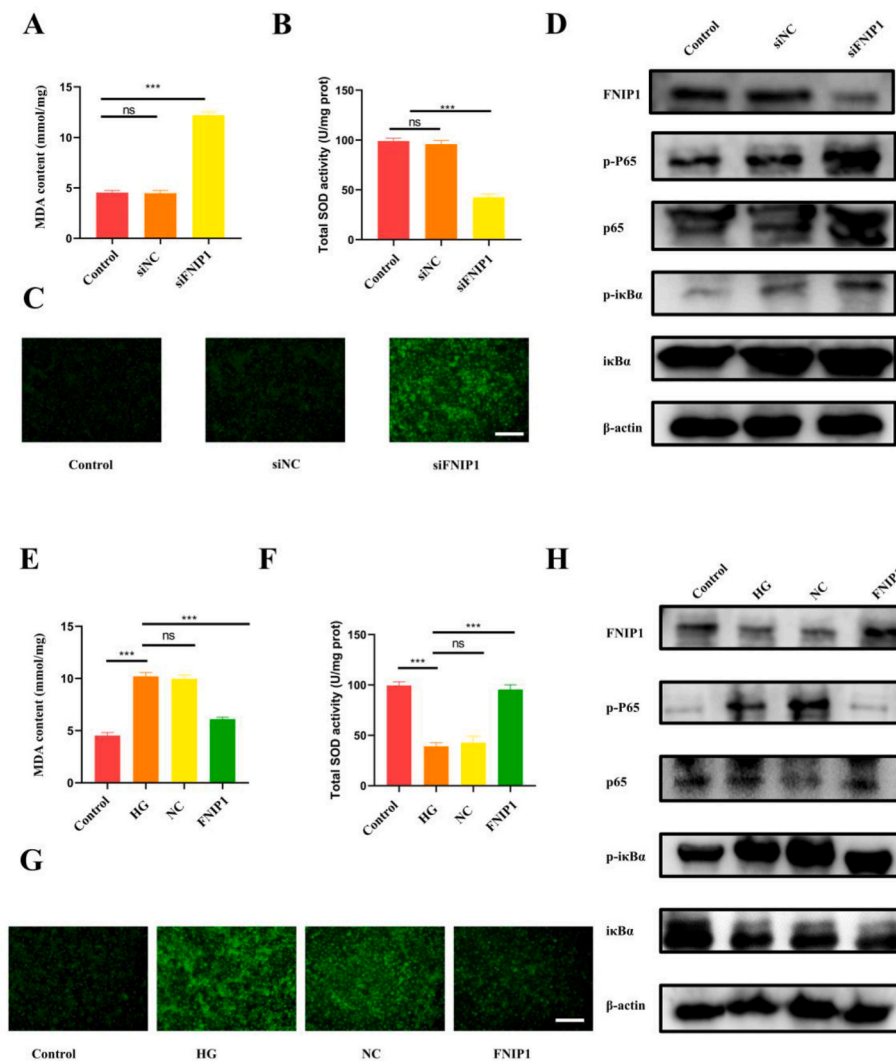 A
MDA content (mmol/mg)
15
10
5
0
***
ns
Control
siNC
siFNIP1
B
Total SOD activity (U/mg prot)
150
100
50
0
***
ns
Control
siNC
siFNIP1
C
Control
siNC
siFNIP1
D
Control
siNC
siFNIP1
FNIP1
p-P65
p65
p-iκBα
iκBα
β-actin
E
MDA content (mmol/mg)
15
10
5
0
***
ns
***
Control
HG
NC
FNIP1
F
Total SOD activity (U/mg prot)
150
100
50
0
***
ns
***
Control
HG
NC
FNIP1
G
Control
HG
NC
FNIP1
H
Control
HG
NC
FNIP1
FNIP1
p-P65
p65
p-iκBα
iκBα
β-actin